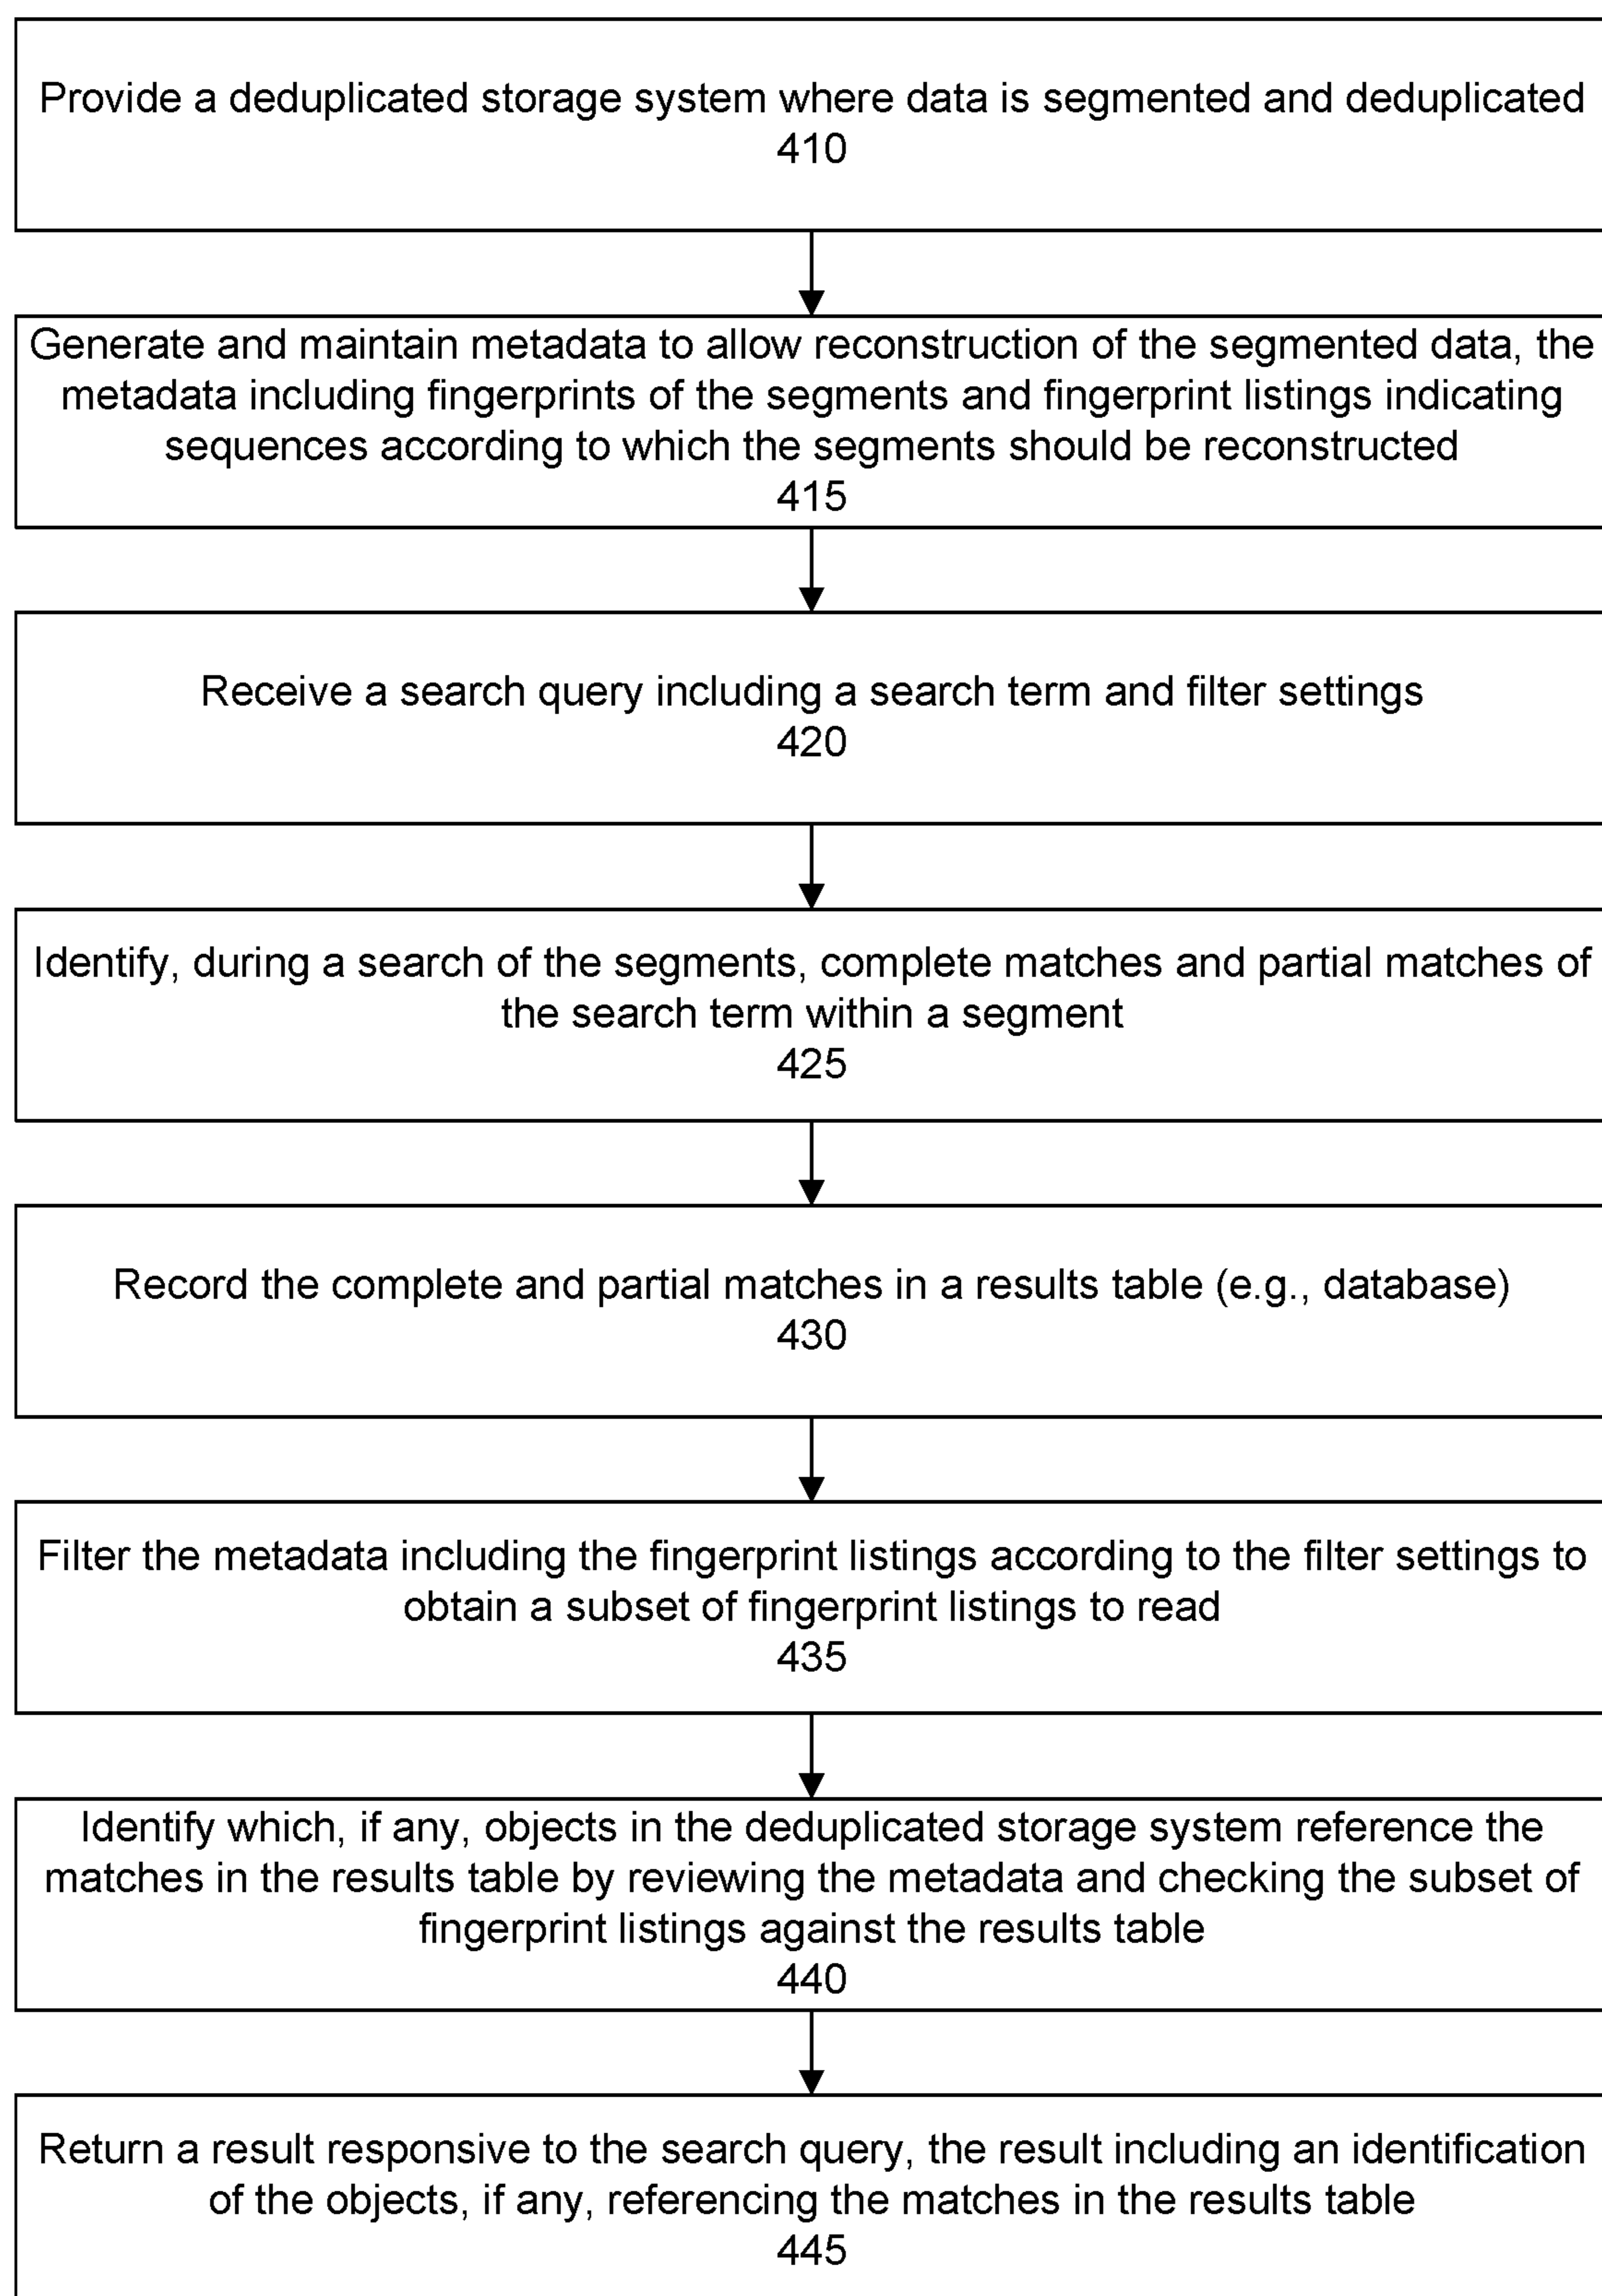 Provide a deduplicated storage system where data is segmented and deduplicated
410
Generate and maintain metadata to allow reconstruction of the segmented data, the
metadata including fingerprints of the segments and fingerprint listings indicating
sequences according to which the segments should be reconstructed
415
Receive a search query including a search term and filter settings
420
Identify, during a search of the segments, complete matches and partial matches of
the search term within a segment
425
Record the complete and partial matches in a results table (e.g., database)
430
Filter the metadata including the fingerprint listings according to the filter settings to
obtain a subset of fingerprint listings to read
435
Identify which, if any, objects in the deduplicated storage system reference the
matches in the results table by reviewing the metadata and checking the subset of
fingerprint listings against the results table
440
Return a result responsive to the search query, the result including an identification
of the objects, if any, referencing the matches in the results table
445